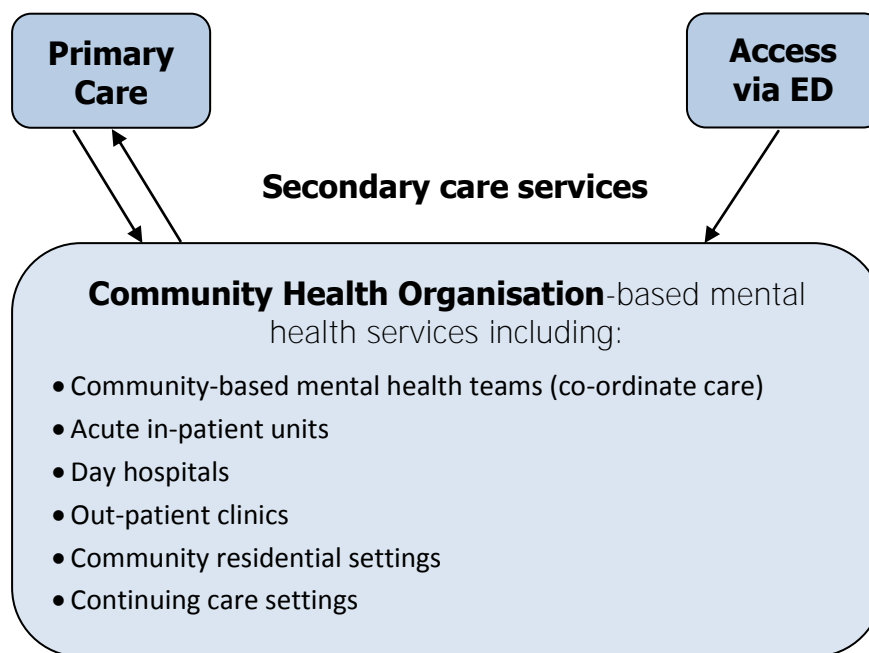 Primary
Care
Access
via ED
Secondary care services
Community Health Organisation-based mental
health services including:
• Community-based mental health teams (co-ordinate care)
• Acute in-patient units
• Day hospitals
• Out-patient clinics
• Community residential settings
• Continuing care settings